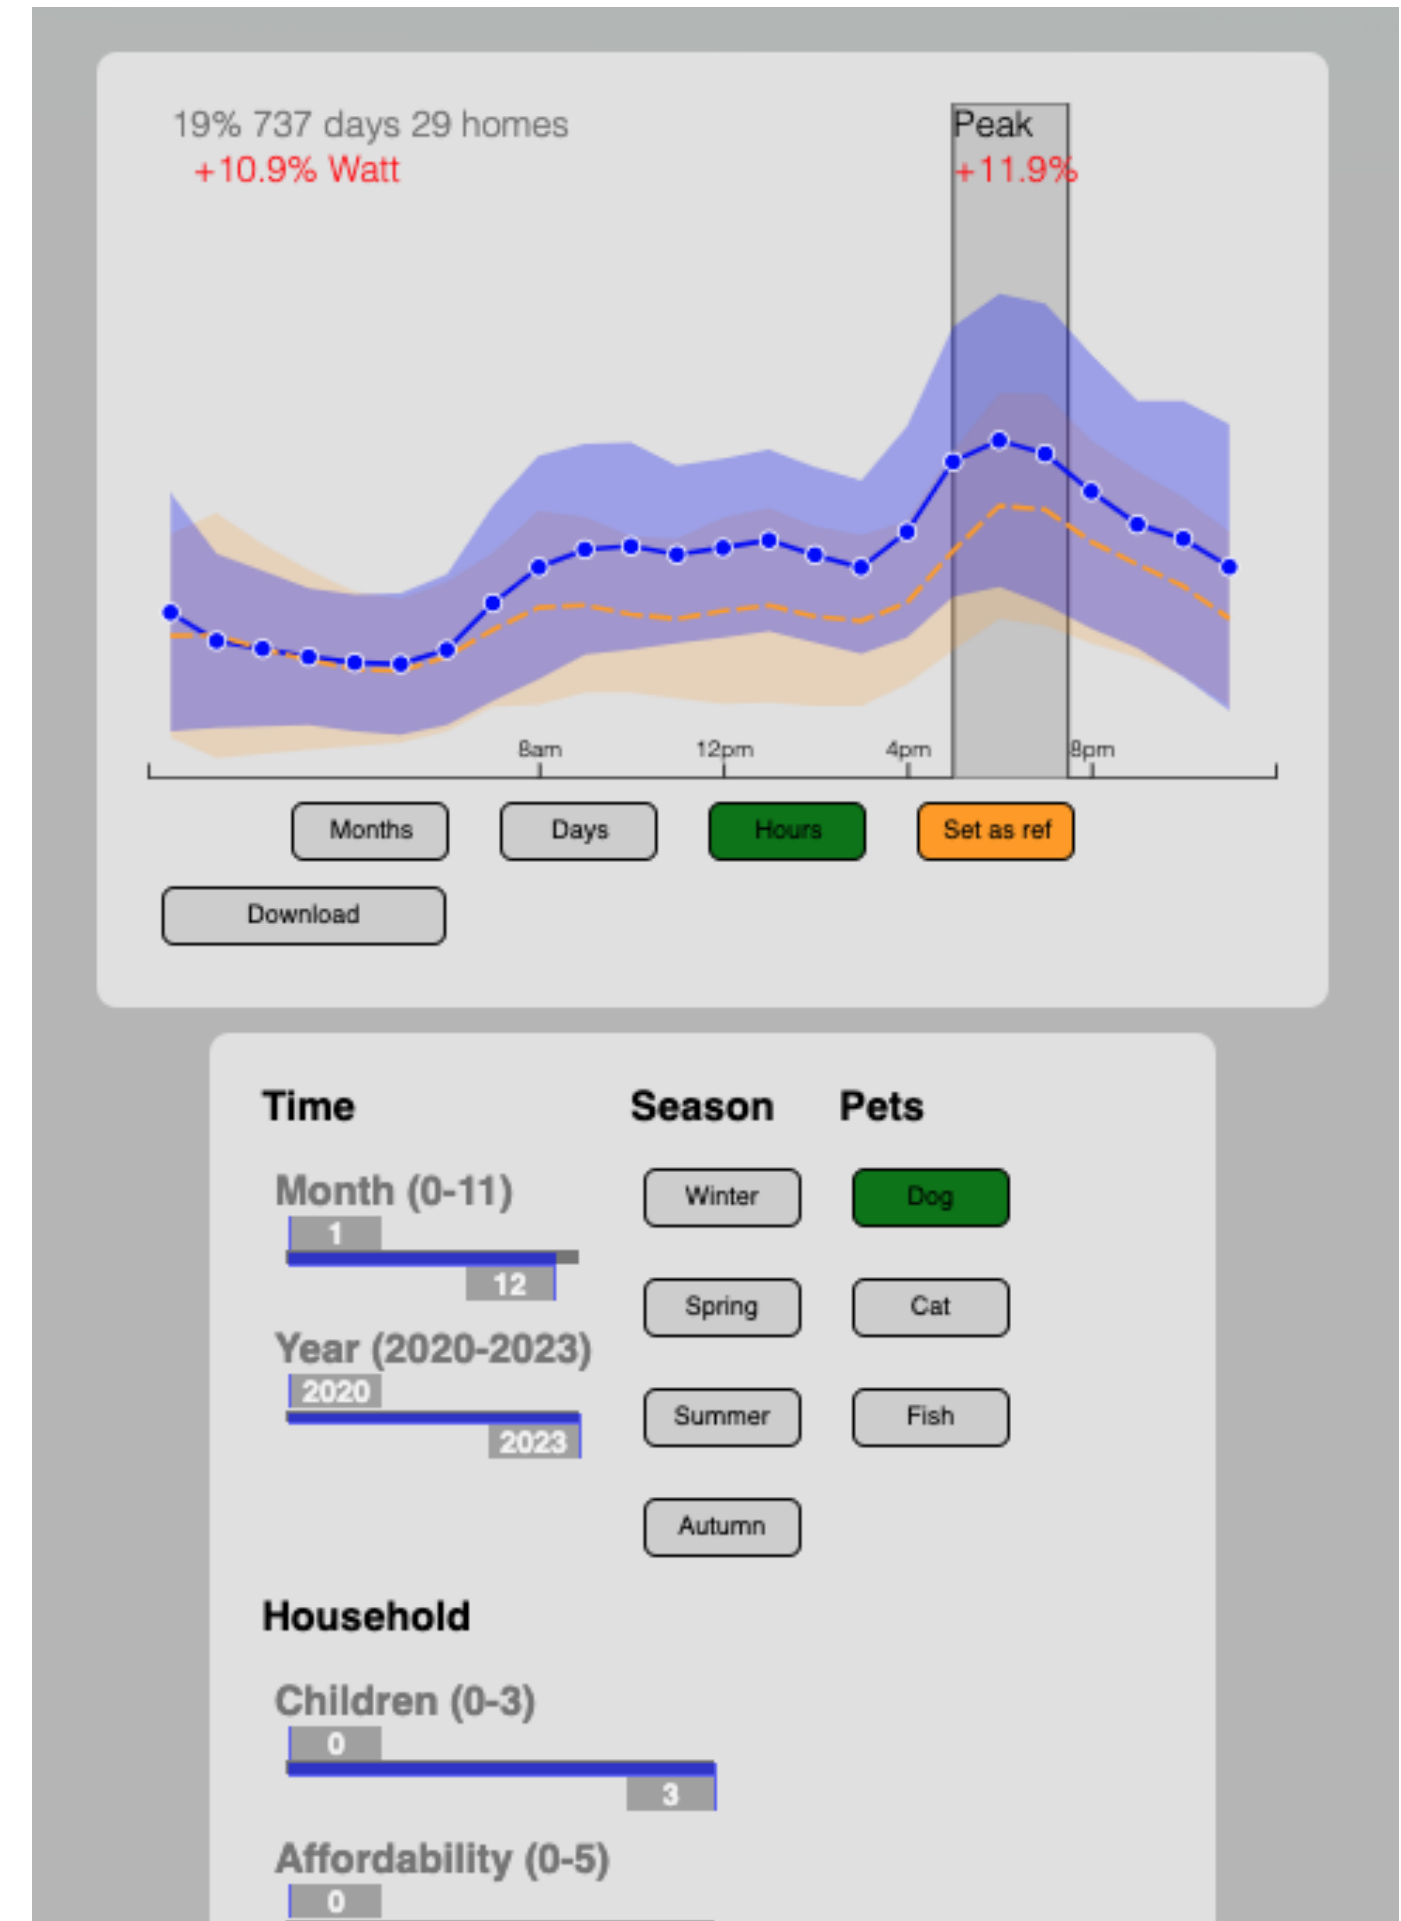 19% 737 days 29 homes
+10.9% Watt
Peak
+11.9%
8am 12pm 4pm 8pm
Months Days Hours Set as ref
Download
Time
Month (0-11)
1
12
Year (2020-2023)
2020
2023
Season
Winter
Spring
Summer
Autumn
Pets
Dog
Cat
Fish
Household
Children (0-3)
0
3
Affordability (0-5)
0